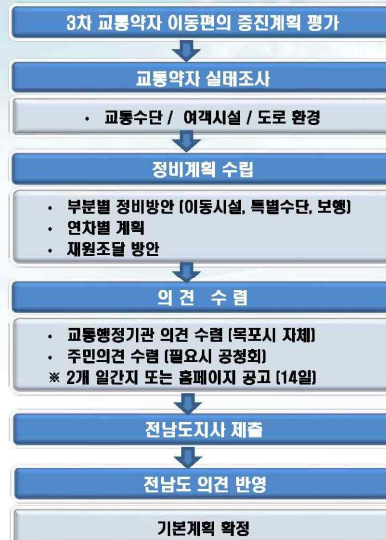 3차 교통약자 이동편의 증진계획 평가
교통약자 실태조사
• 교통수단 / 여객시설 / 도로 환경
정비계획 수립
• 부분별 정비방안 (이동시설, 특별수단, 보행)
• 연차별 계획
• 재원조달 방안
의 견 수 렴
• 교통행정기관 의견 수렴 (목포시 자체)
• 주민의견 수렴 (필요시 공청회)
※ 2개 일간지 또는 홈페이지 공고 (14일)
전남도지사 제출
전남도 의견 반영
기본계획 확정